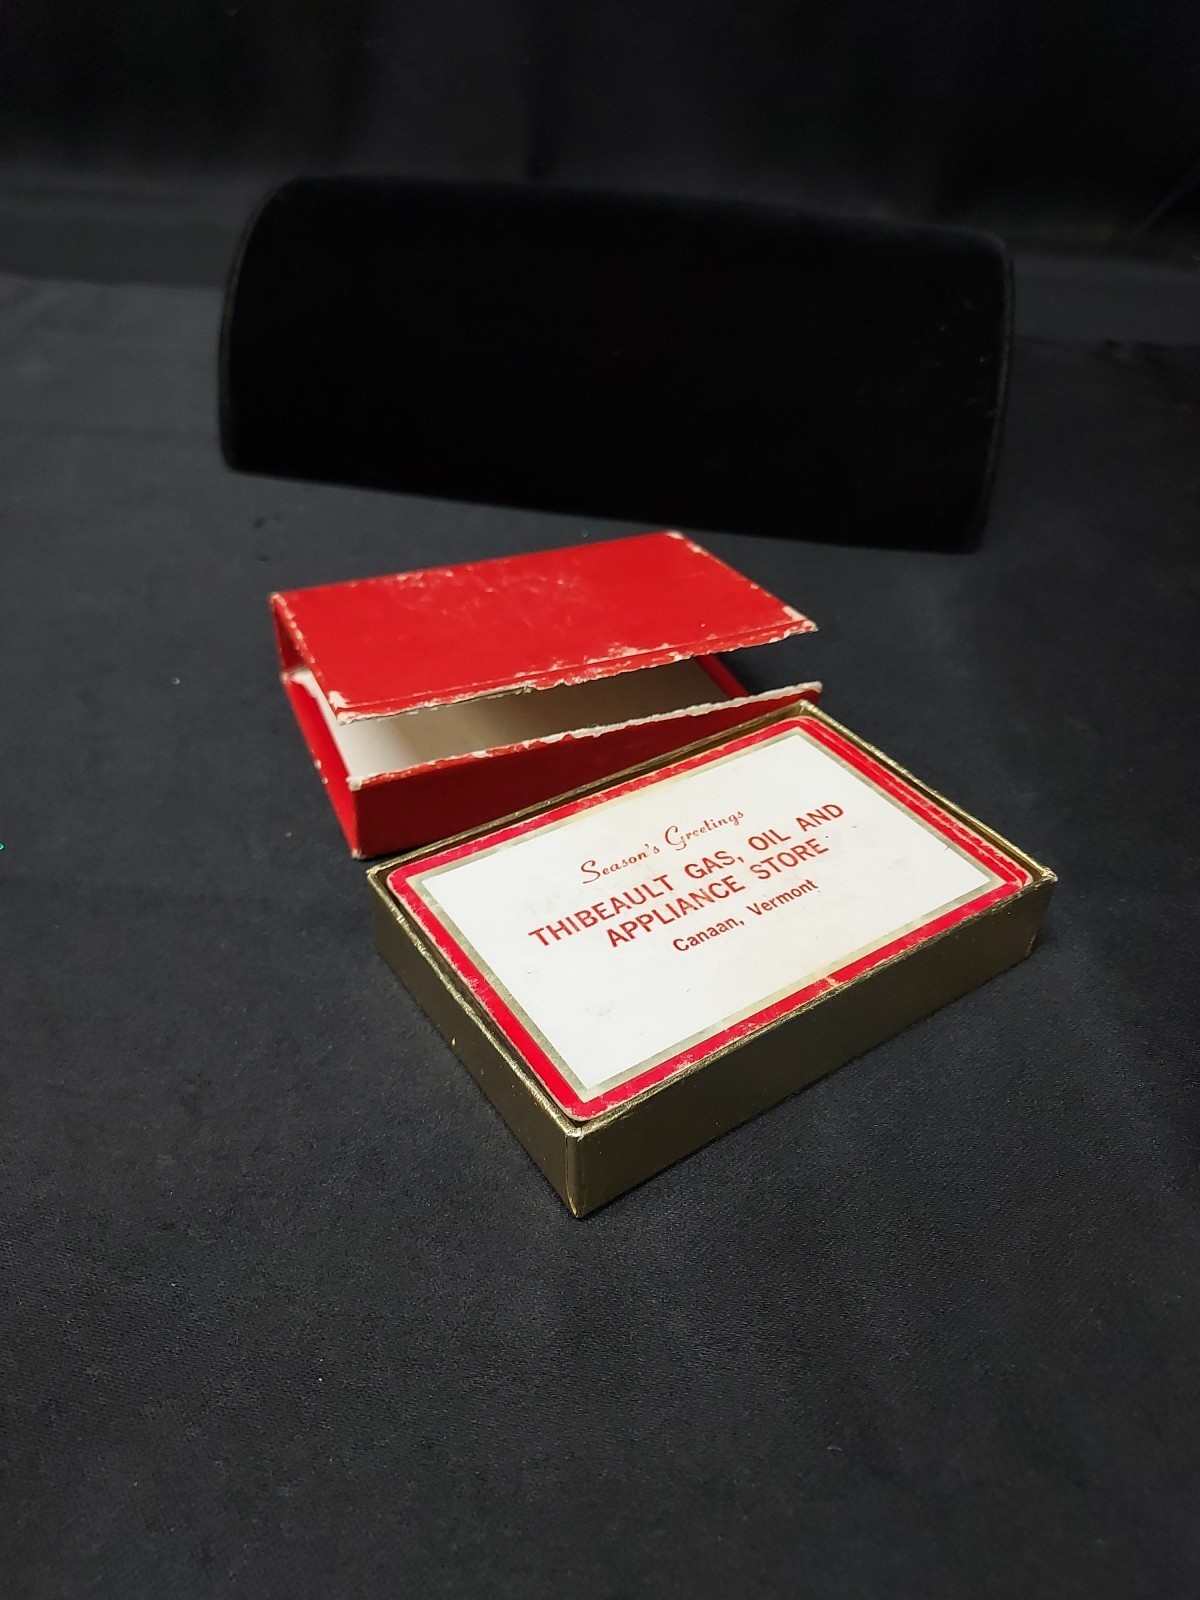 Season's Greetings
THIBEAULT GAS, OIL AND
APPLIANCE STORE
Canaan, Vermont